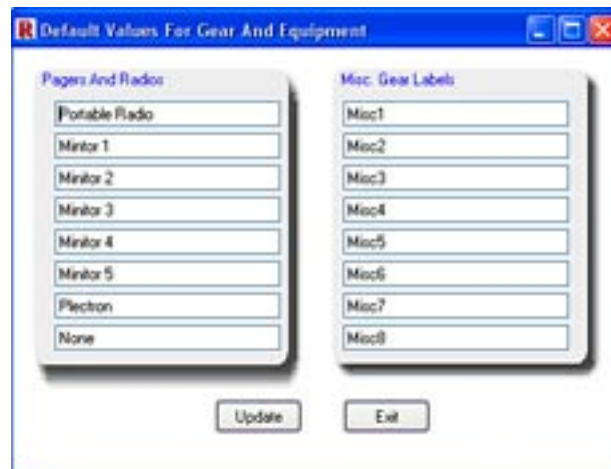 R Default Values For Gear And Equipment
Pagers And Radios
Portable Radio
Mintor 1
Minitor 2
Minitor 3
Minitor 4
Minitor 5
Plectron
None
Misc. Gear Labels
Misc1
Misc2
Misc3
Misc4
Misc5
Misc6
Misc7
Misc8
Update
Exit